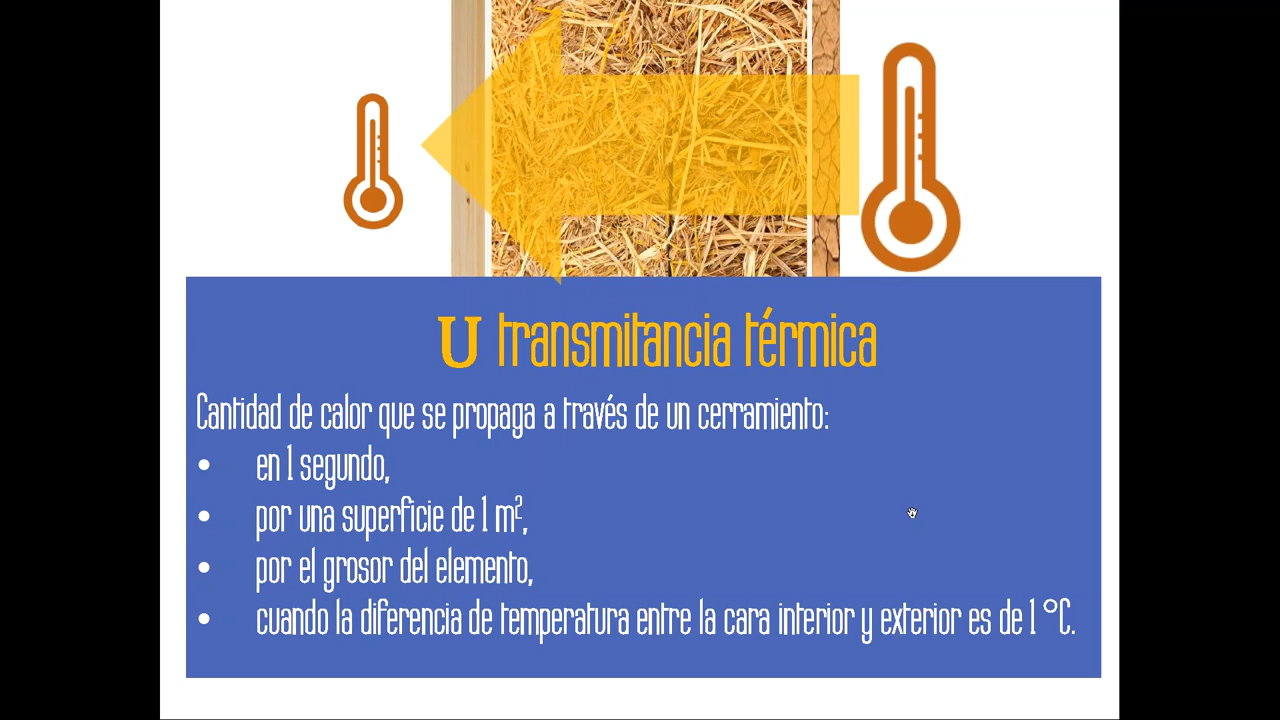 U transmitancia térmica
Cantidad de calor que se propaga a través de un cerramiento:
• en 1 segundo,
• por una superficie de 1 m²,
• por el grosor del elemento,
• cuando la diferencia de temperatura entre la cara interior y exterior es de 1 °C.